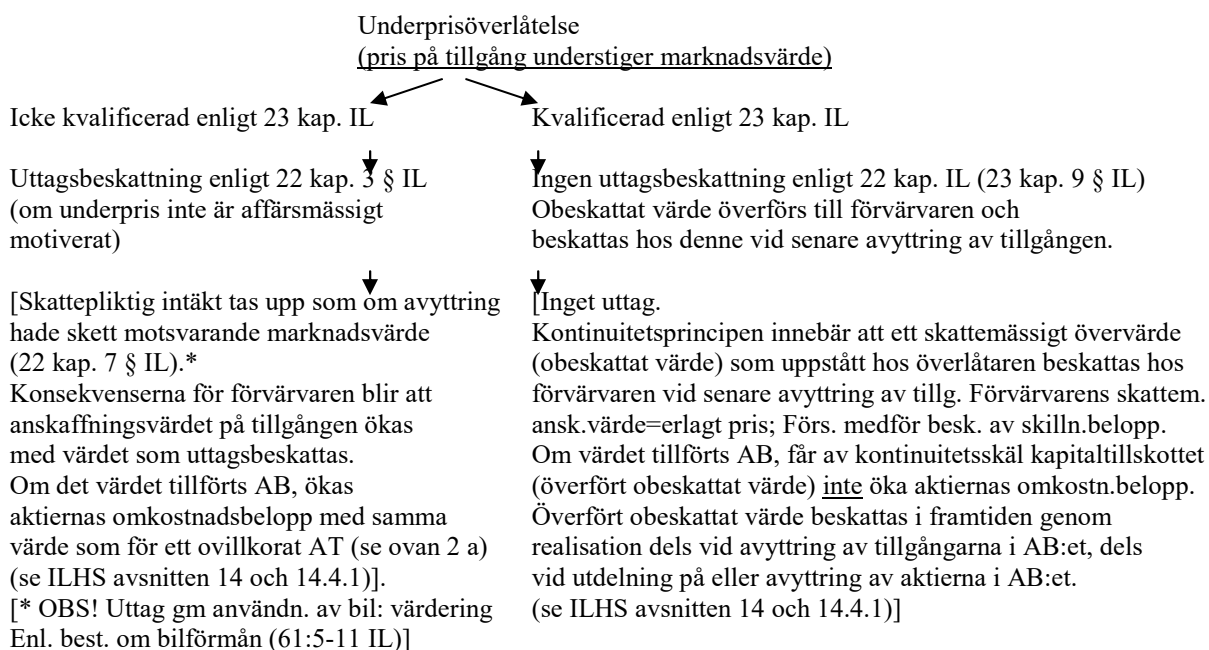 Underprisöverlåtelse
(pris på tillgång understiger marknadsvärde)
Icke kvalificerad enligt 23 kap. IL
Uttagsbeskattning enligt 22 kap. 3 § IL
(om underpris inte är affärsmässigt
motiverat)
[Skattepliktig intäkt tas upp som om avyttring
hade skett motsvarande marknadsvärde
(22 kap. 7 § IL).*
Konsekvenserna för förvärvaren blir att
anskaffningsvärdet på tillgången ökas
med värdet som uttagsbeskattas.
Om det värdet tillförts AB, ökas
aktiernas omkostnadsbelopp med samma
värde som för ett ovillkorat AT (se ovan 2 a)
(se ILHS avsnitten 14 och 14.4.1)].
[* OBS! Uttag gm användn. av bil: värdering
Enl. best. om bilförmån (61:5-11 IL)]
Kvalificerad enligt 23 kap. IL
Ingen uttagsbeskattning enligt 22 kap. IL (23 kap. 9 § IL)
Obeskattat värde överförs till förvärvaren och
beskattas hos denne vid senare avyttring av tillgången.
[Inget uttag.
Kontinuitetsprincipen innebär att ett skattemässigt övervärde
(obeskattat värde) som uppstått hos överlåtaren beskattas hos
förvärvaren vid senare avyttring av tillg. Förvärvarens skattem.
ansk.värde=erlagt pris; Förs. medför besk. av skilln.belopp.
Om värdet tillförts AB, får av kontinuitetsskäl kapitaltillskottet
(överfört obeskattat värde) inte öka aktiernas omkostn.belopp.
Överfört obeskattat värde beskattas i framtiden genom
realisation dels vid avyttring av tillgångarna i AB:et, dels
vid utdelning på eller avyttring av aktierna i AB:et.
(se ILHS avsnitten 14 och 14.4.1)]